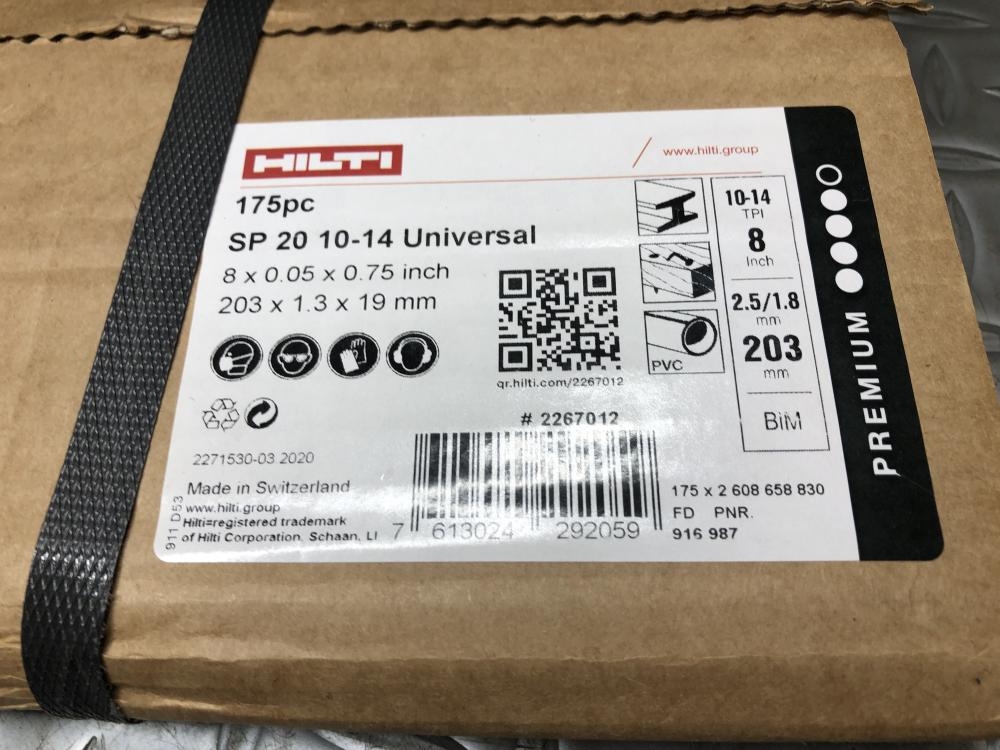 HILTI
www.hilti.group
175pc
SP 20 10-14 Universal
8 x 0.05 x 0.75 inch
203 x 1.3 x 19 mm
qr.hilti.com/2267012
# 2267012
2271530-03.2020
Made in Switzerland
www.hilti.group
Hilti=registered trademark
of Hilti Corporation, Schaan, LI
911 D53
7 613024 292059
PVC
10-14
TPI
8
Inch
2.5/1.8
mm
203
mm
BiM
175 x 2 608 658 830
FD PNR.
916 987
PREMIUM